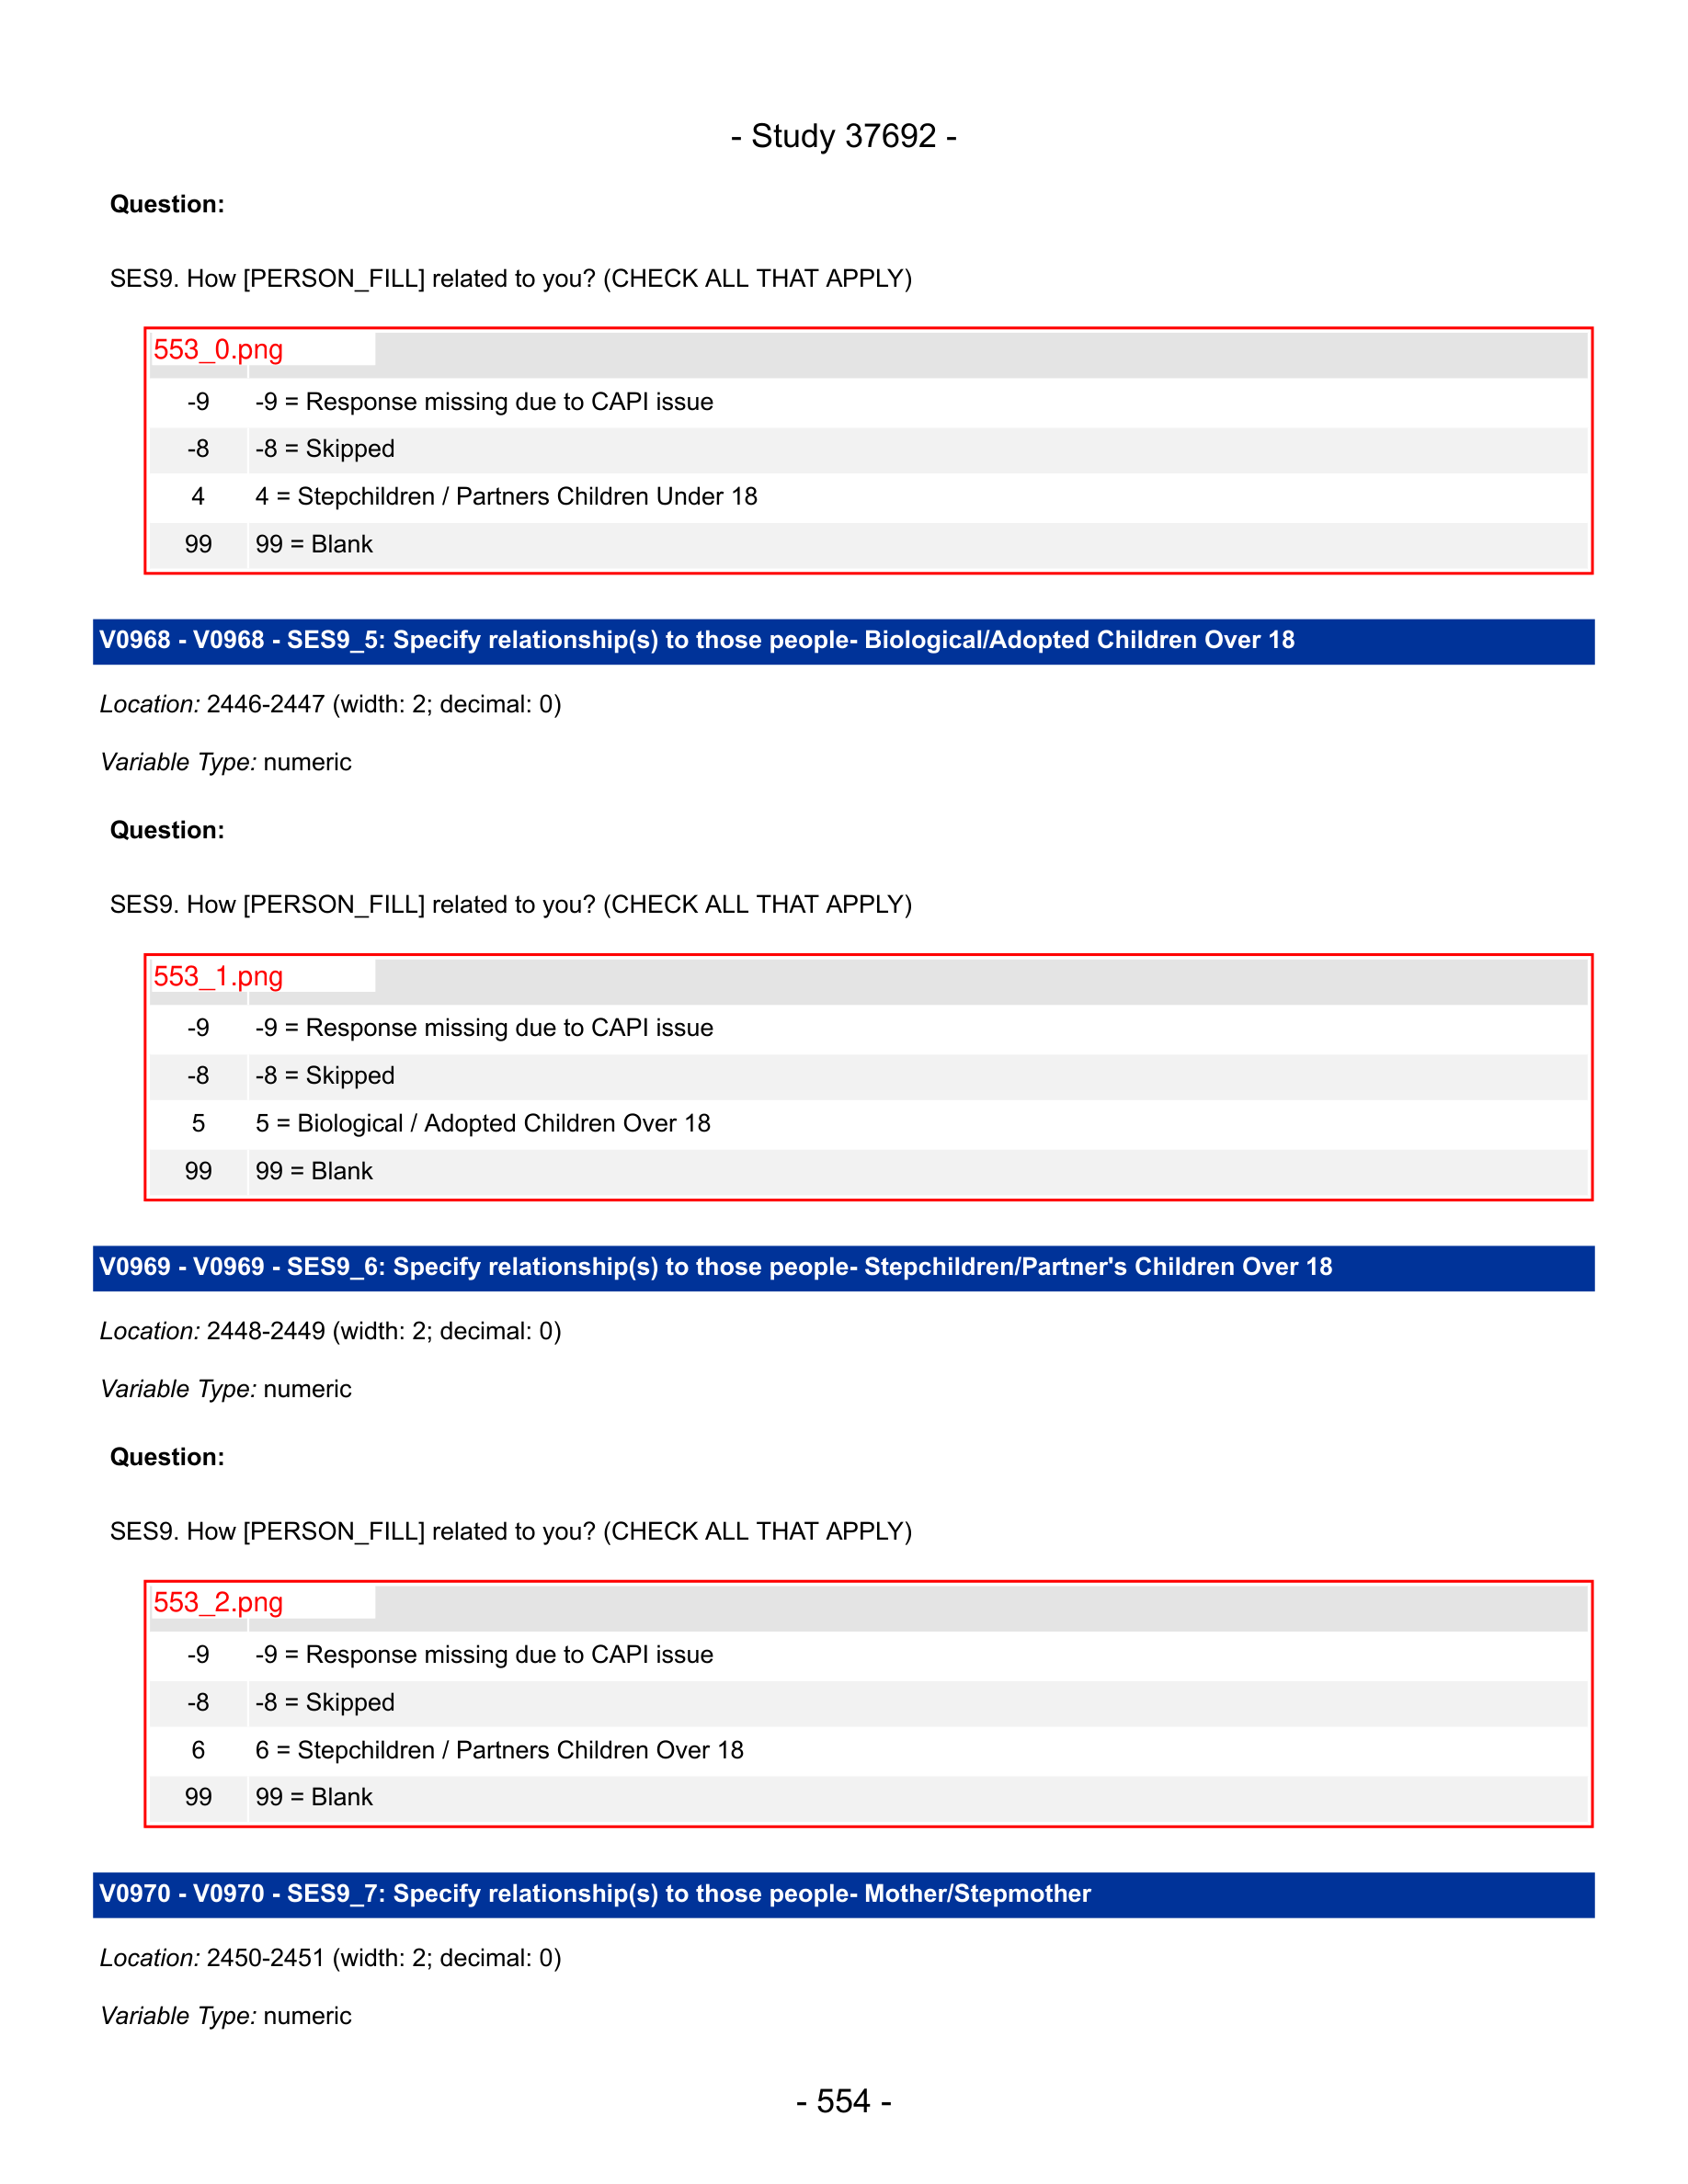 - Study 37692 -
Question:
SES9. How [PERSON_FILL] related to you? (CHECK ALL THAT APPLY)
553_0.png
-9 -9 = Response missing due to CAPI issue
-8 -8 = Skipped
4 4 = Stepchildren / Partners Children Under 18
99 99 = Blank
V0968 - V0968 - SES9_5: Specify relationship(s) to those people- Biological/Adopted Children Over 18
Location: 2446-2447 (width: 2; decimal: 0)
Variable Type: numeric
Question:
SES9. How [PERSON_FILL] related to you? (CHECK ALL THAT APPLY)
553_1.png
-9 -9 = Response missing due to CAPI issue
-8 -8 = Skipped
5 5 = Biological / Adopted Children Over 18
99 99 = Blank
V0969 - V0969 - SES9_6: Specify relationship(s) to those people- Stepchildren/Partner's Children Over 18
Location: 2448-2449 (width: 2; decimal: 0)
Variable Type: numeric
Question:
SES9. How [PERSON_FILL] related to you? (CHECK ALL THAT APPLY)
553_2.png
-9 -9 = Response missing due to CAPI issue
-8 -8 = Skipped
6 6 = Stepchildren / Partners Children Over 18
99 99 = Blank
V0970 - V0970 - SES9_7: Specify relationship(s) to those people- Mother/Stepmother
Location: 2450-2451 (width: 2; decimal: 0)
Variable Type: numeric
- 554 -